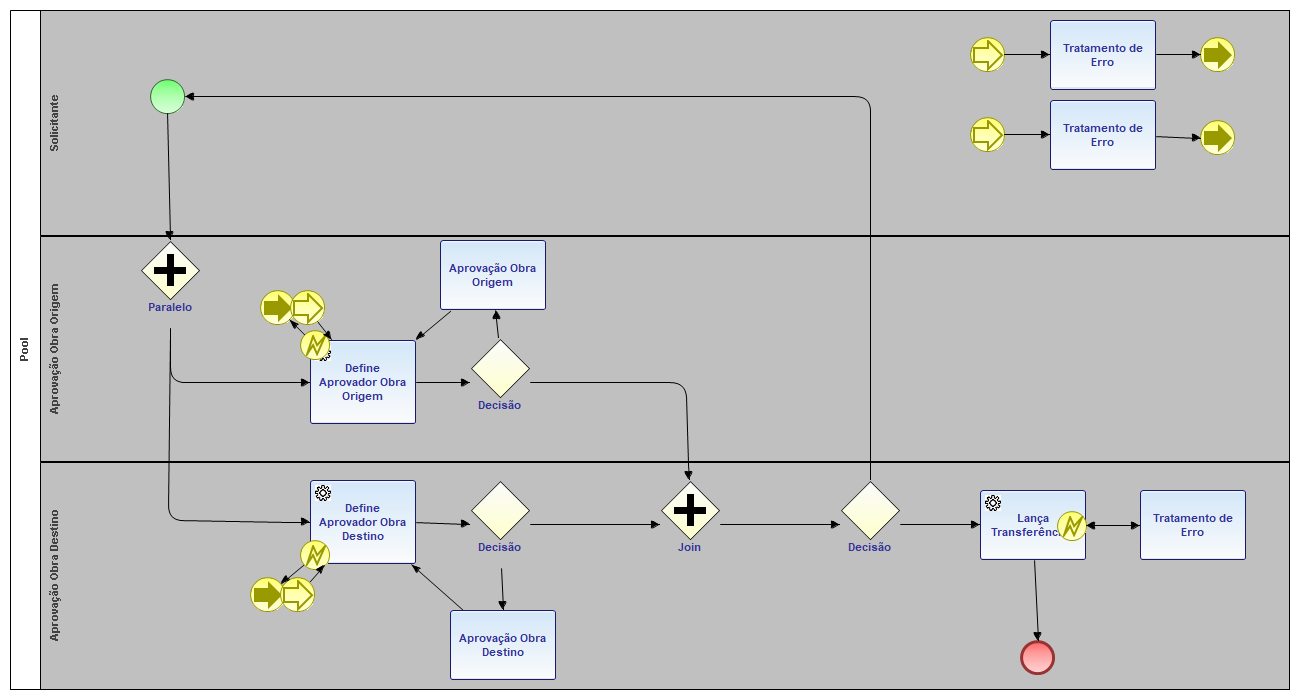 Pool
Solicitante
Tratamento de
Erro
Tratamento de
Erro
Aprovação Obra Origem
Paralelo
Aprovação Obra
Origem
Define
Aprovador Obra
Origem
Decisão
Aprovação Obra Destino
Define
Aprovador Obra
Destino
Decisão
Join
Decisão
Lança
Transferênc
Tratamento de
Erro
Aprovação Obra
Destino